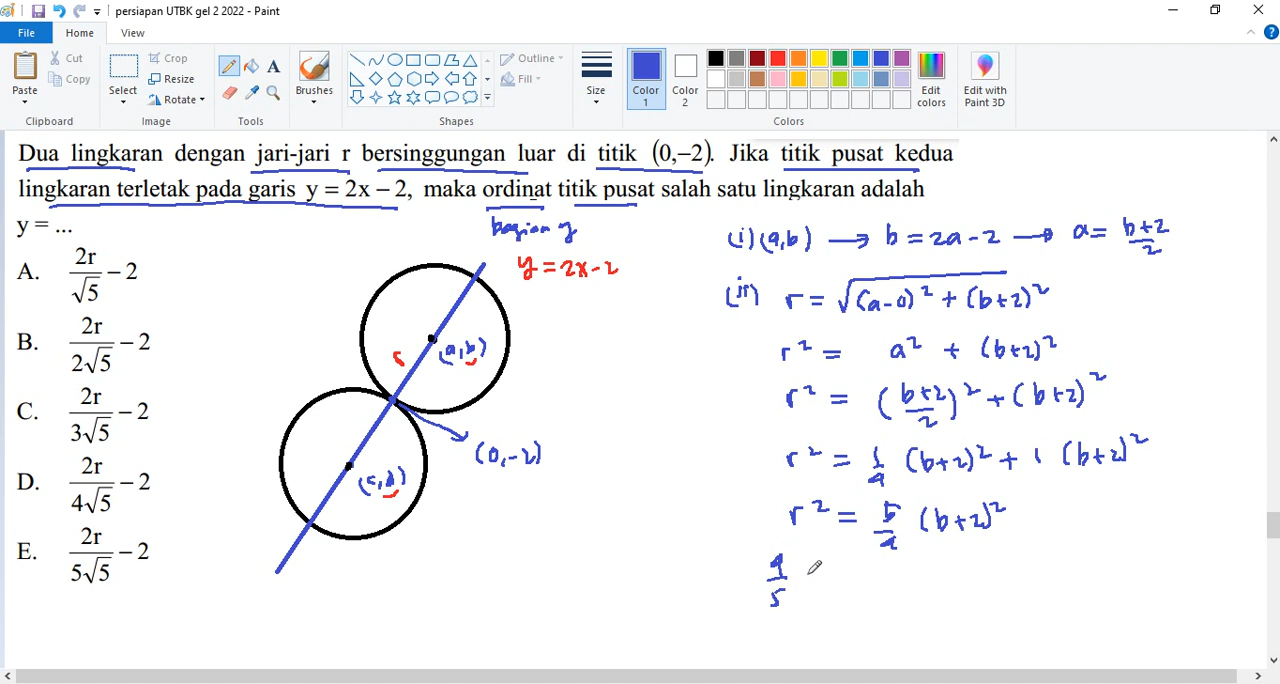 persiapan UTBK gel 2 2022 - Paint
File Home View
Paste Cut Copy Select Crop Resize Rotate Brushes Outline Fill Size Color 1 Color 2 Edit colors Edit with Paint 3D
Clipboard Image Tools Shapes Colors
Dua lingkaran dengan jari-jari r bersinggungan luar di titik (0,–2). Jika titik pusat kedua
lingkaran terletak pada garis y = 2x – 2, maka ordinat titik pusat salah satu lingkaran adalah
y = ...
bagian y
y = 2x - 2
A. 2r/√5 – 2
B. 2r/2√5 – 2
C. 2r/3√5 – 2
D. 2r/4√5 – 2
E. 2r/5√5 – 2
r
(a,b)
(0,-2)
(c,d)
(i) (a,b) → b = 2a - 2 → a = b+2/2
(ii) r = √(a-0)² + (b+2)²
r² = a² + (b+2)²
r² = (b+2/2)² + (b+2)²
r² = 1/4 (b+2)² + 1 (b+2)²
r² = 5/4 (b+2)²
4/5